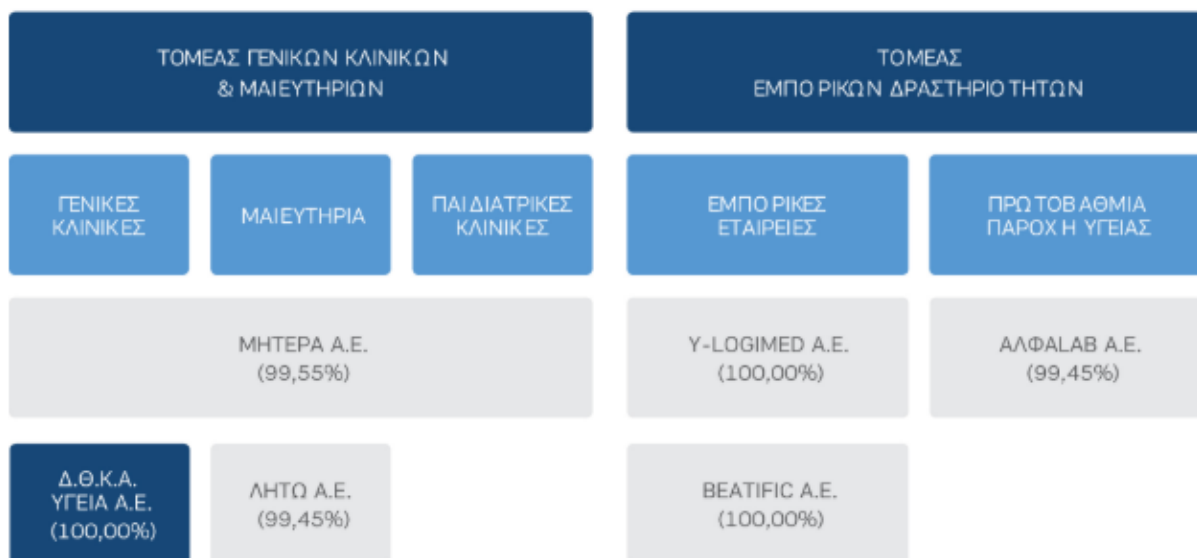 ΤΟΜΕΑΣ ΓΕΝΙΚΩΝ ΚΛΙΝΙΚΩΝ
& ΜΑΙΕΥΤΗΡΙΩΝ
ΤΟΜΕΑΣ
ΕΜΠΟΡΙΚΩΝ ΔΡΑΣΤΗΡΙΟΤΗΤΩΝ
ΓΕΝΙΚΕΣ
ΚΛΙΝΙΚΕΣ
ΜΑΙΕΥΤΗΡΙΑ
ΠΑΙΔΙΑΤΡΙΚΕΣ
ΚΛΙΝΙΚΕΣ
ΕΜΠΟΡΙΚΕΣ
ΕΤΑΙΡΕΙΕΣ
ΠΡΩΤΟΒΑΘΜΙΑ
ΠΑΡΟΧΗ ΥΓΕΙΑΣ
ΜΗΤΕΡΑ Α.Ε.
(99,55%)
Y-LOGIMED Α.Ε.
(100,00%)
ΑΛΦΑLAB Α.Ε.
(99,45%)
Δ.Θ.Κ.Α.
ΥΓΕΙΑ Α.Ε.
(100,00%)
ΛΗΤΩ Α.Ε.
(99,45%)
BEATIFIC Α.Ε.
(100,00%)